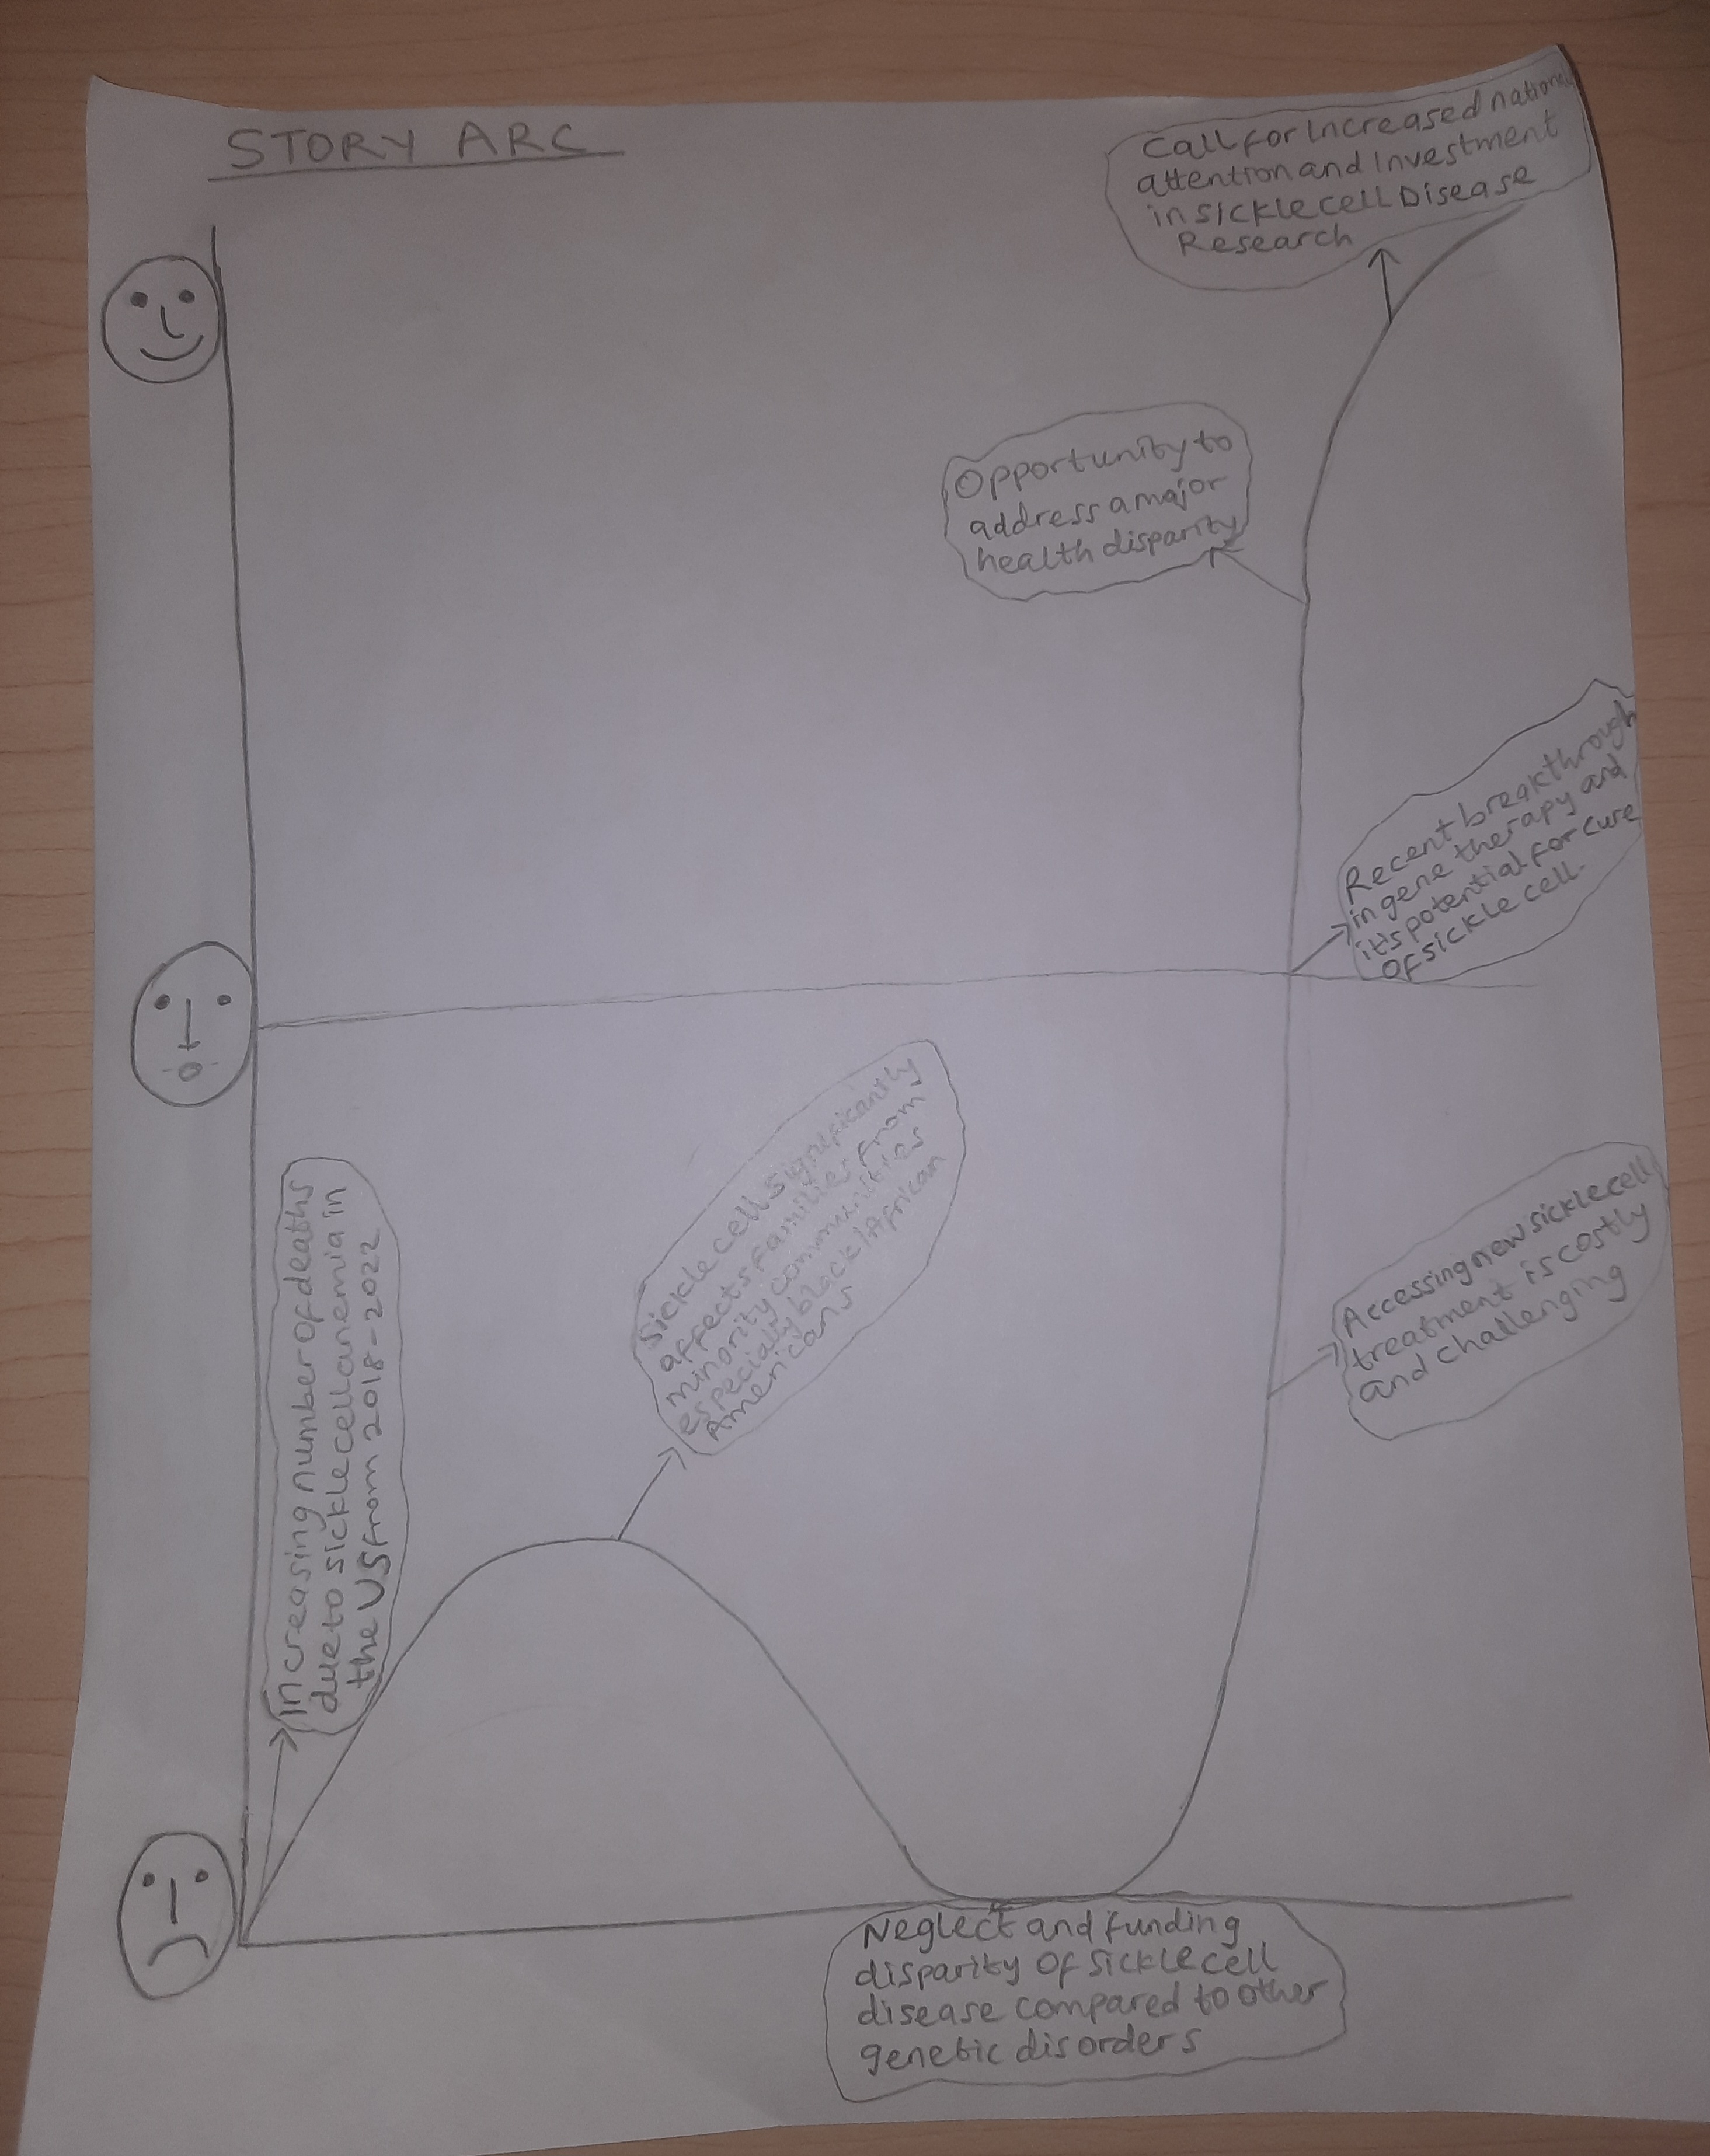 STORY ARC
Call for Increased national
attention and Investment
in sickle cell Disease
Research
Opportunity to
address a major
health disparity
Recent breakthrough
in gene therapy and
it's potential for cure
of sickle cell.
Sickle cell significantly
affects families from
minority communities
especially black/African
Americans
Increasing number of deaths
due to sickle cell anemia in
the US from 2018-2022
Accessing new sickle cell
treatment is costly
and challenging
Neglect and funding
disparity of sickle cell
disease compared to other
genetic disorders